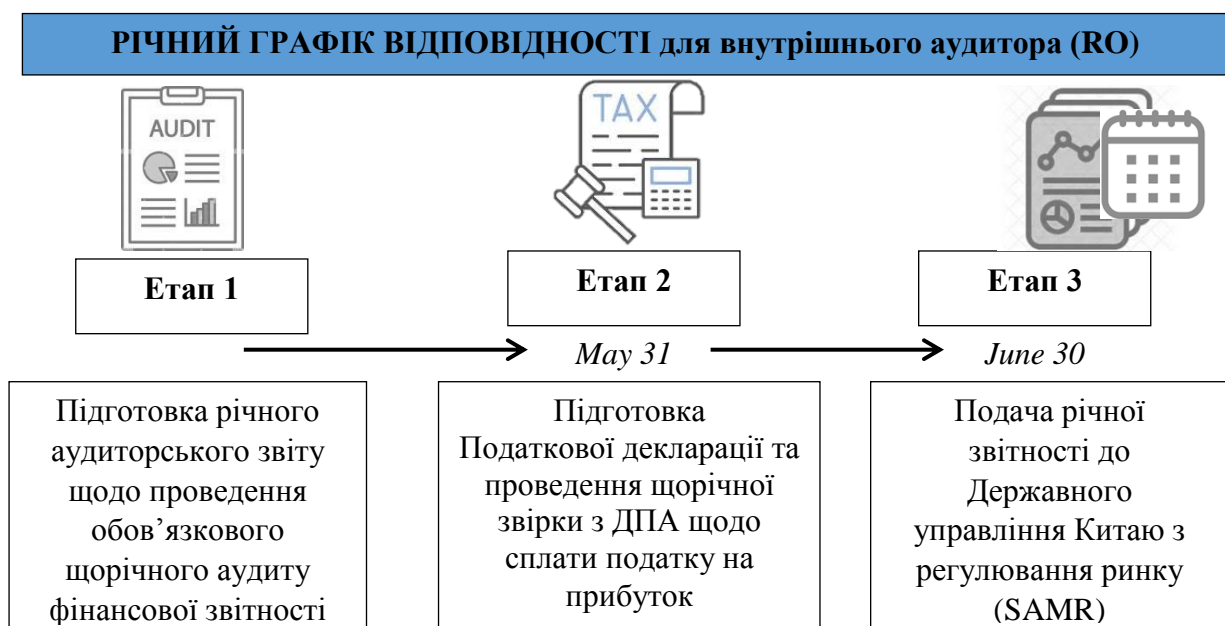 РІЧНИЙ ГРАФІК ВІДПОВІДНОСТІ для внутрішнього аудитора (RO)
AUDIT
TAX
Етап 1
Етап 2
Етап 3
May 31
June 30
Підготовка річного
аудиторського звіту
щодо проведення
обов’язкового
щорічного аудиту
фінансової звітності
Підготовка
Податкової декларації та
проведення щорічної
звірки з ДПА щодо
сплати податку на
прибуток
Подача річної
звітності до
Державного
управління Китаю з
регулювання ринку
(SAMR)